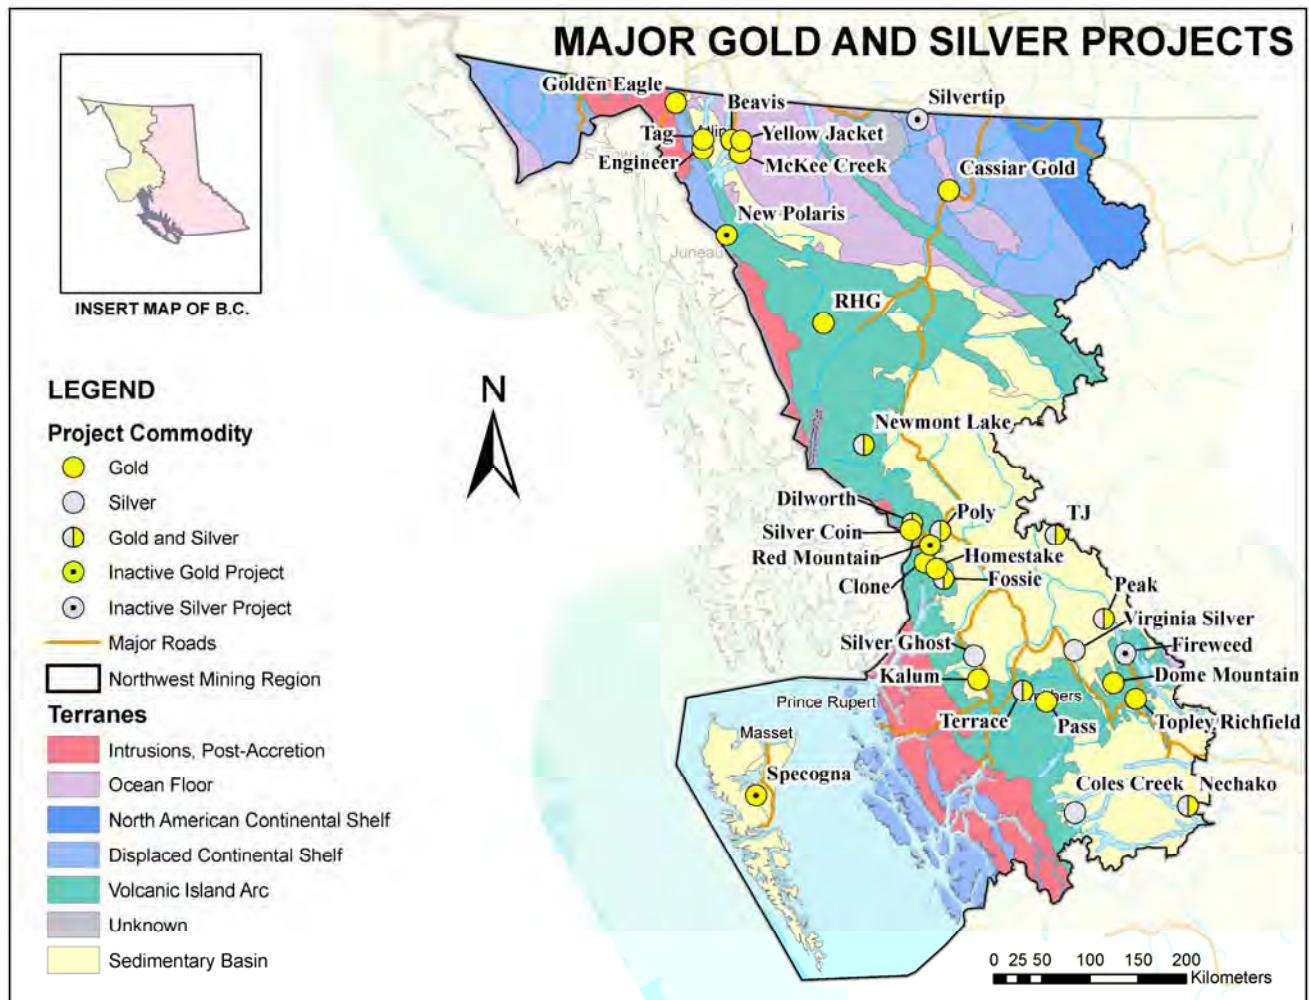 MAJOR GOLD AND SILVER PROJECTS
Golden Eagle
Beavis
Silvertip
Tag
Yellow Jacket
Engineer
McKee Creek
Cassiar Gold
New Polaris
Juneau
RHG
INSERT MAP OF B.C.
N
Newmont Lake
Dilworth
Poly
TJ
Silver Coin
Red Mountain
Homestake
Clone
Fossie
Peak
Virginia Silver
Silver Ghost
Fireweed
Kalum
Dome Mountain
Prince Rupert
Terrace
Pass
Topley Richfield
Masset
Specogna
Coles Creek
Nechako
LEGEND
Project Commodity
Gold
Silver
Gold and Silver
Inactive Gold Project
Inactive Silver Project
Major Roads
Northwest Mining Region
Terranes
Intrusions, Post-Accretion
Ocean Floor
North American Continental Shelf
Displaced Continental Shelf
Volcanic Island Arc
Unknown
Sedimentary Basin
0 25 50 100 150 200
Kilometers